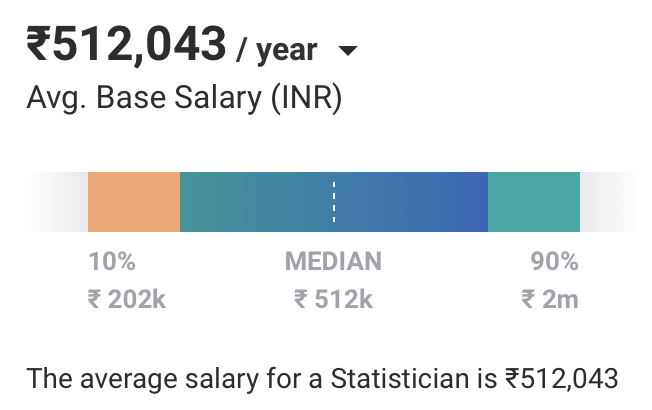 ₹512,043 / year
Avg. Base Salary (INR)
10% MEDIAN 90%
₹ 202k ₹ 512k ₹ 2m
The average salary for a Statistician is ₹512,043